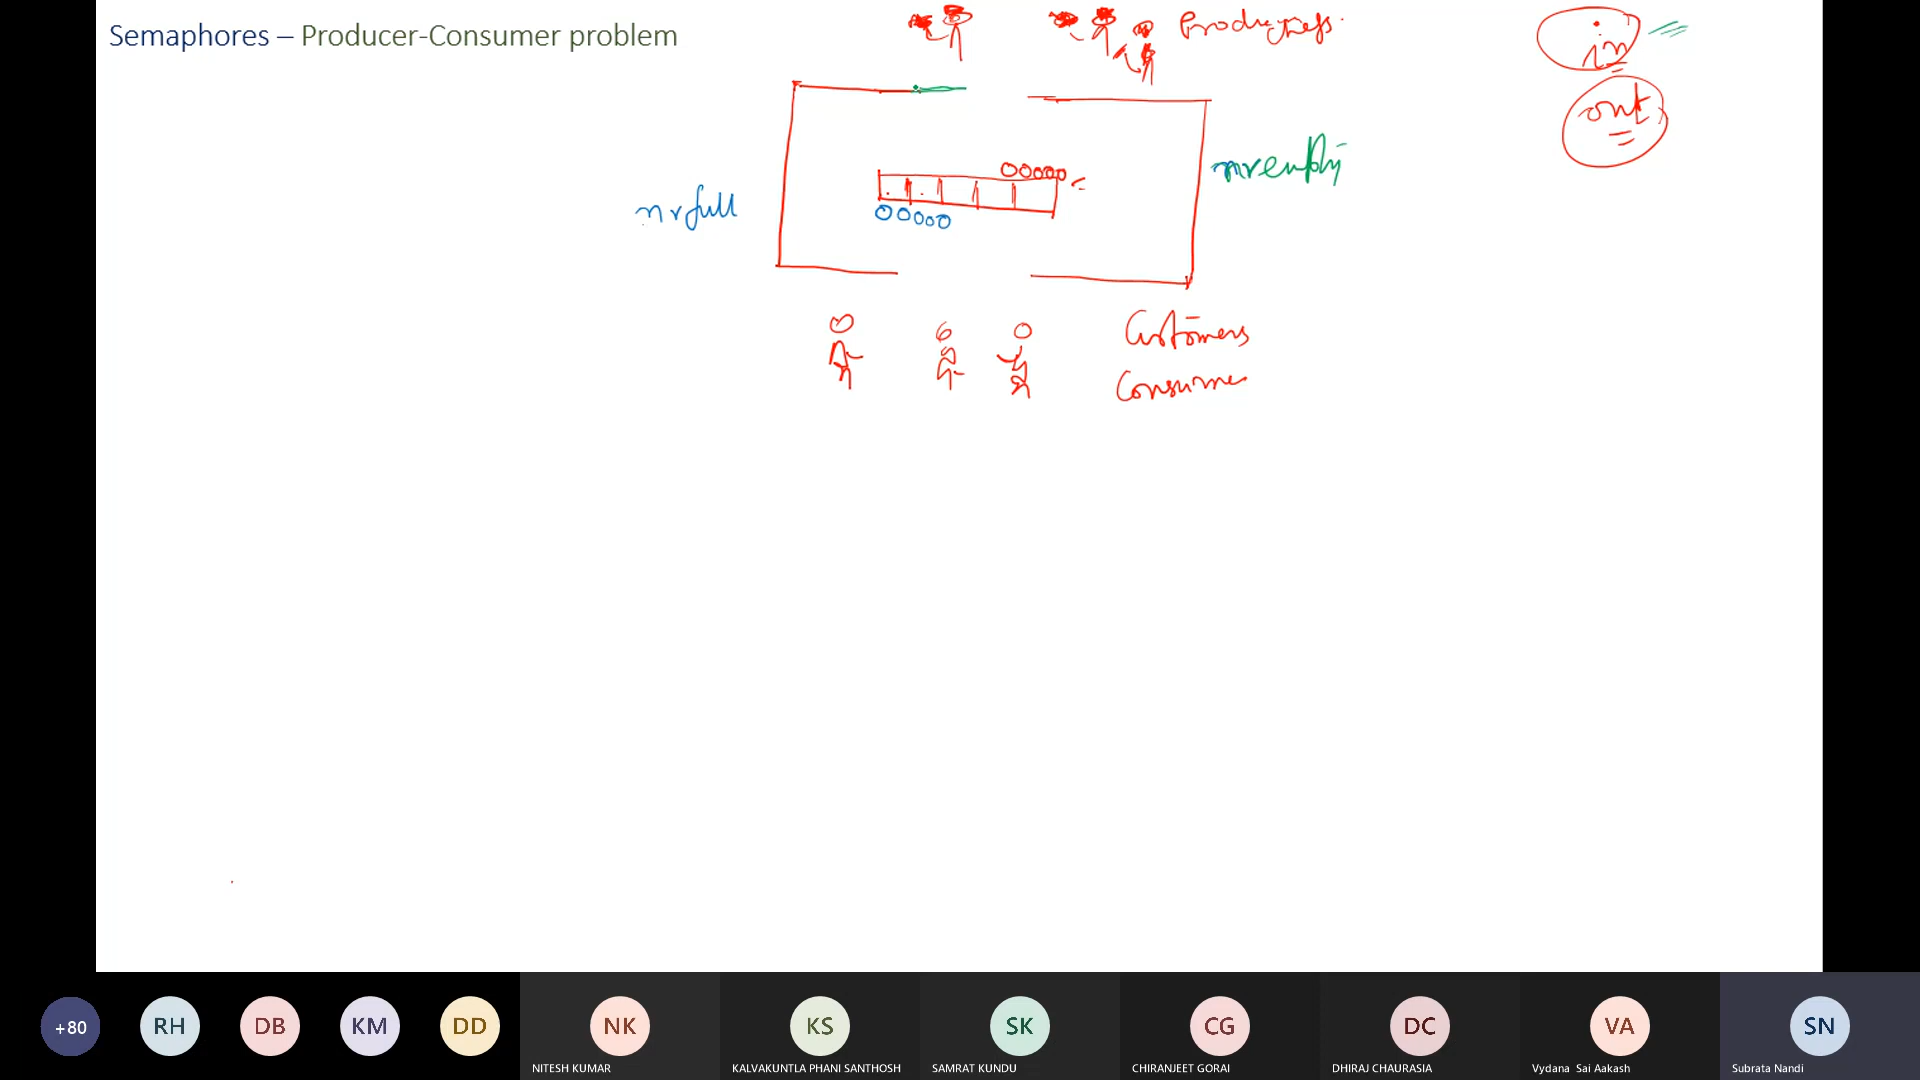 Semaphores – Producer-Consumer problem
Producers
in
out
nrempty
nrfull
Customers
Consumer
+80
RH
DB
KM
DD
NK
KS
SK
CG
DC
VA
SN
NITESH KUMAR
KALVAKUNTLA PHANI SANTHOSH
SAMRAT KUNDU
CHIRANJEET GORAI
DHIRAJ CHAURASIA
Vydana Sai Aakash
Subrata Nandi